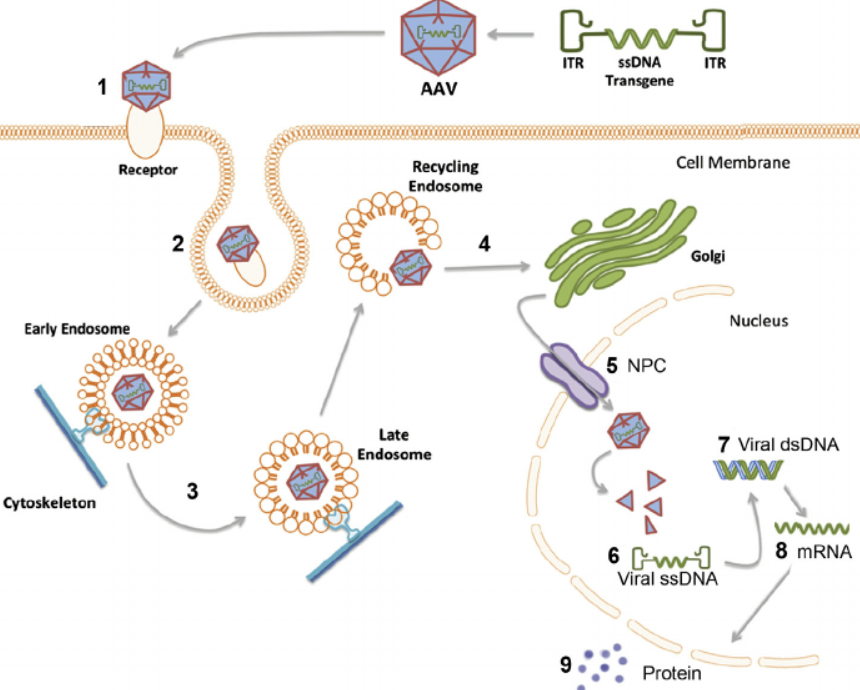 ITR
ssDNA
Transgene
ITR
AAV
1
Receptor
Cell Membrane
Recycling
Endosome
2
4
Golgi
Early Endosome
Nucleus
5 NPC
Late
Endosome
7 Viral dsDNA
Cytoskeleton
3
6
Viral ssDNA
8 mRNA
9
Protein